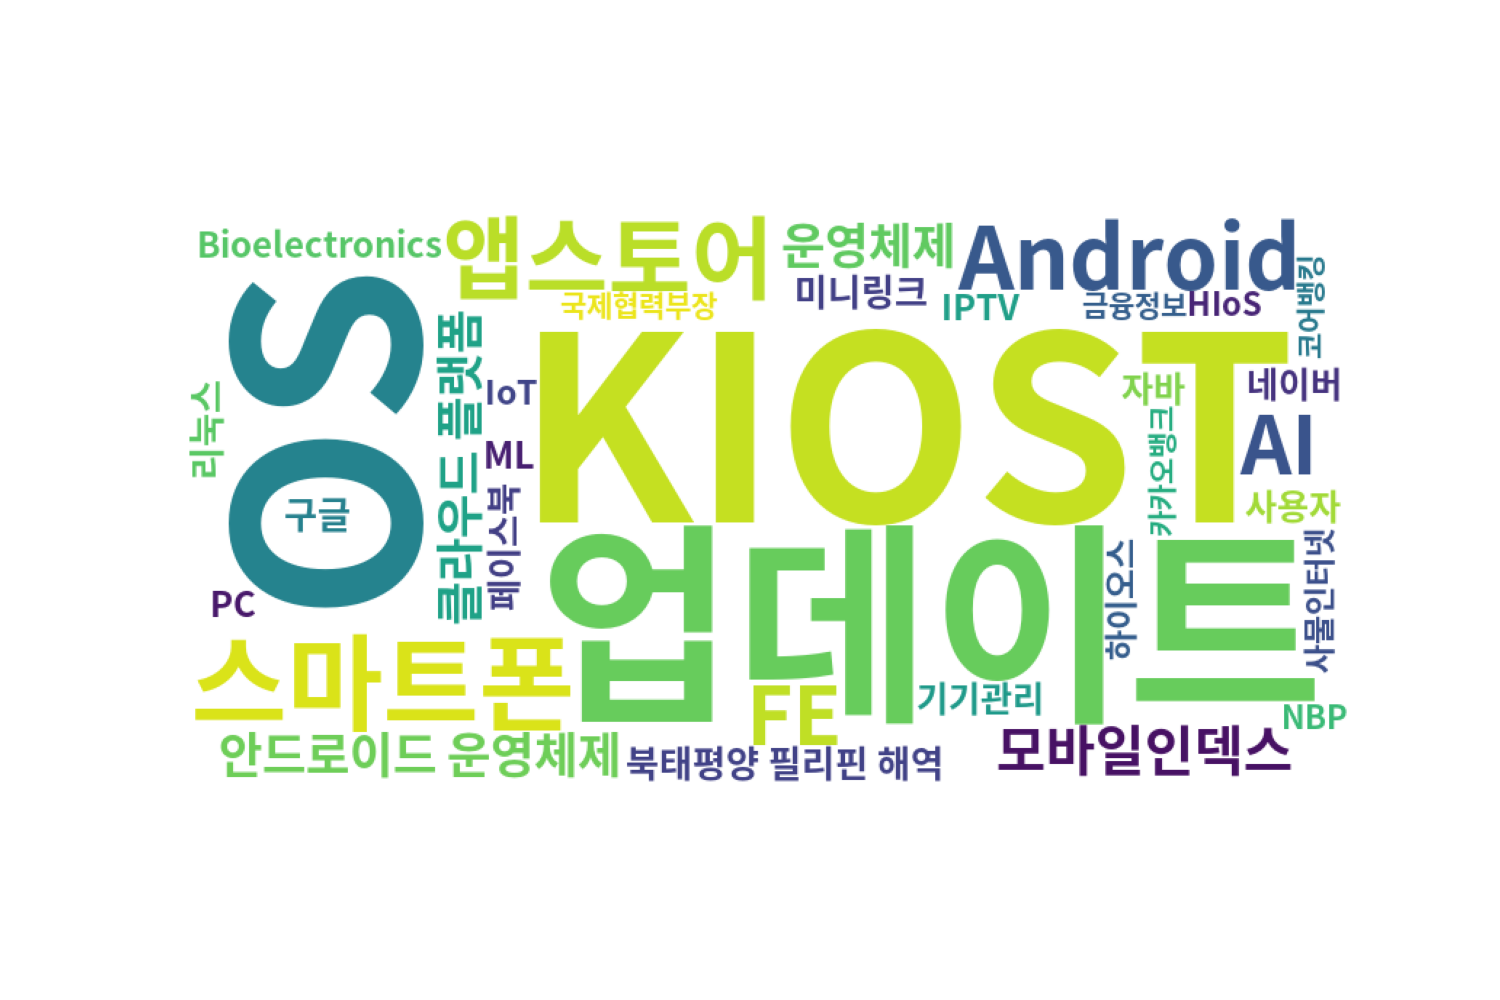 Bioelectronics
앱스토어
운영체제
Android
미니링크
국제협력부장
IPTV
금융정보
HIoS
코어뱅킹
OS
클라우드 플랫폼
KIOST
IoT
자바
네이버
리눅스
ML
AI
카카오뱅크
구글
페이스북
사용자
업데이트
하이오스
사물인터넷
PC
스마트폰
FE
기기관리
NBP
안드로이드 운영체제
북태평양 필리핀 해역
모바일인덱스